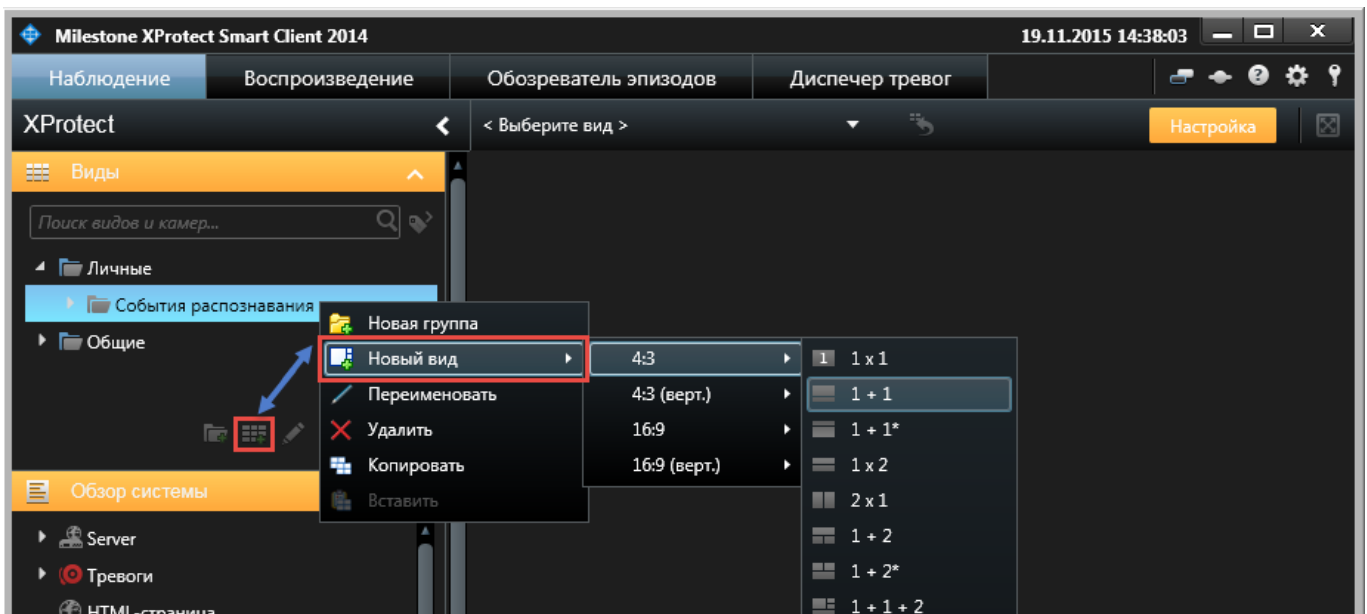 Milestone XProtect Smart Client 2014
19.11.2015 14:38:03
Наблюдение
Воспроизведение
Обозреватель эпизодов
Диспечер тревог
XProtect
< Выберите вид >
Настройка
Виды
Поиск видов и камер...
Личные
События распознавания
Общие
Новая группа
Новый вид
Переименовать
Удалить
Копировать
Вставить
4:3
4:3 (верт.)
16:9
16:9 (верт.)
1
1 x 1
1 + 1
1 + 1*
1 x 2
2 x 1
1 + 2
1 + 2*
1 + 1 + 2
Обзор системы
Server
Тревоги
HTML-страница